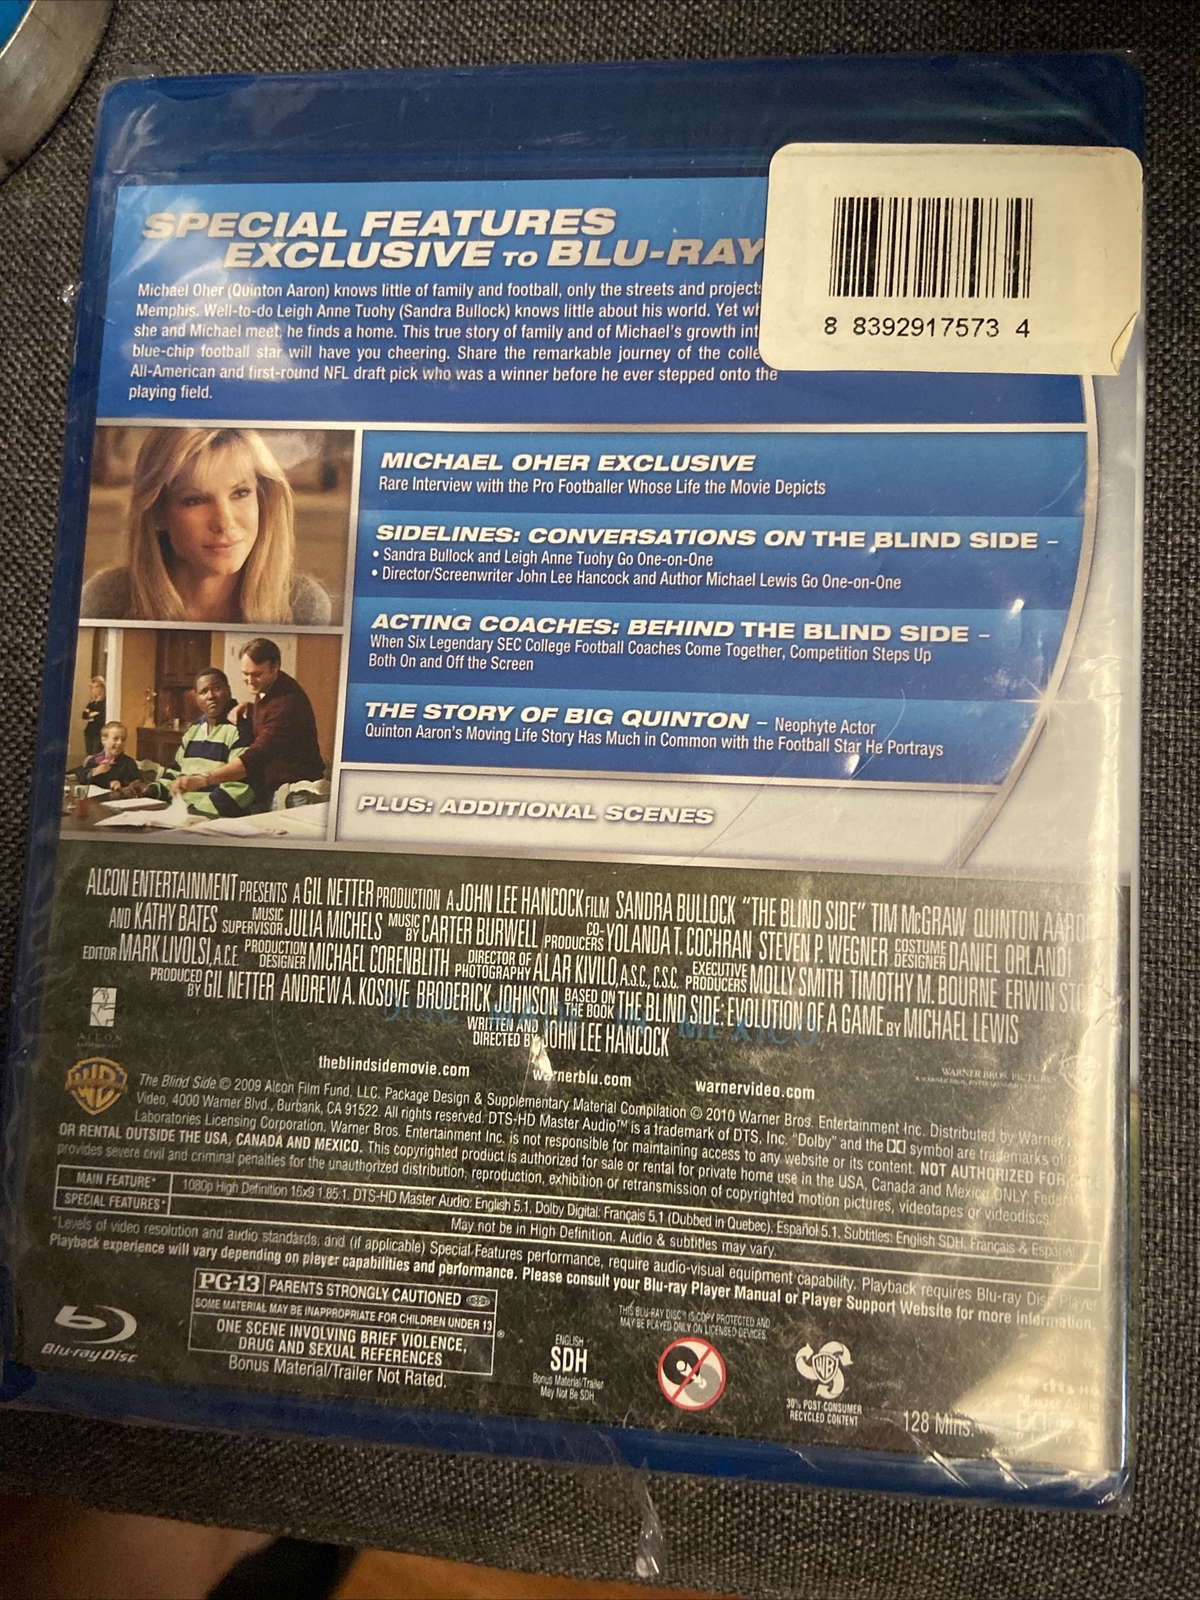 SPECIAL FEATURES
EXCLUSIVE TO BLU-RAY
Michael Oher (Quinton Aaron) knows little of family and football, only the streets and project
Memphis. Well-to-do Leigh Anne Tuohy (Sandra Bullock) knows little about his world. Yet wh
she and Michael meet, he finds a home. This true story of family and of Michael's growth int
blue-chip football star will have you cheering. Share the remarkable journey of the colle
All-American and first-round NFL draft pick who was a winner before he ever stepped onto the
playing field.
8 8392917573 4
MICHAEL OHER EXCLUSIVE
Rare Interview with the Pro Footballer Whose Life the Movie Depicts
SIDELINES: CONVERSATIONS ON THE BLIND SIDE –
• Sandra Bullock and Leigh Anne Tuohy Go One-on-One
• Director/Screenwriter John Lee Hancock and Author Michael Lewis Go One-on-One
ACTING COACHES: BEHIND THE BLIND SIDE –
When Six Legendary SEC College Football Coaches Come Together, Competition Steps Up
Both On and Off the Screen
THE STORY OF BIG QUINTON – Neophyte Actor
Quinton Aaron's Moving Life Story Has Much in Common with the Football Star He Portrays
PLUS: ADDITIONAL SCENES
ALCON ENTERTAINMENT PRESENTS A GIL NETTER PRODUCTION A JOHN LEE HANCOCK FILM SANDRA BULLOCK "THE BLIND SIDE" TIM McGRAW QUINTON AARO
AND KATHY BATES MUSIC SUPERVISOR JULIA MICHELS MUSIC BY CARTER BURWELL CO-PRODUCERS YOLANDA T. COCHRAN STEVEN P. WEGNER COSTUME DESIGNER DANIEL ORLANDI
EDITOR MARK LIVOLSI, A.C.E. PRODUCTION DESIGNER MICHAEL CORENBLITH DIRECTOR OF PHOTOGRAPHY ALAR KIVILO, A.S.C., C.S.C. EXECUTIVE PRODUCERS MOLLY SMITH TIMOTHY M. BOURNE ERWIN STO
PRODUCED BY GIL NETTER ANDREW A. KOSOVE BRODERICK JOHNSON BASED ON THE BOOK THE BLIND SIDE: EVOLUTION OF A GAME BY MICHAEL LEWIS
WRITTEN AND DIRECTED BY JOHN LEE HANCOCK
DISC MADE IN MEXICO
ALCON
theblindsidemovie.com warnerblu.com warnervideo.com
WARNER BROS. PICTURES
WB
The Blind Side © 2009 Alcon Film Fund, LLC. Package Design & Supplementary Material Compilation © 2010 Warner Bros. Entertainment Inc. Distributed by Warner
Video, 4000 Warner Blvd., Burbank, CA 91522. All rights reserved. DTS-HD Master Audio™ is a trademark of DTS, Inc. "Dolby" and the symbol are trademarks of
Laboratories Licensing Corporation. Warner Bros. Entertainment Inc. is not responsible for maintaining access to any website or its content. NOT AUTHORIZED FOR SALE
OR RENTAL OUTSIDE THE USA, CANADA AND MEXICO. This copyrighted product is authorized for sale or rental for private home use in the USA, Canada and Mexico ONLY. Federal
provides severe civil and criminal penalties for the unauthorized distribution, reproduction, exhibition or retransmission of copyrighted motion pictures, videotapes or videodiscs.
MAIN FEATURE* 1080p High Definition 16x9 1.85:1. DTS-HD Master Audio: English 5.1, Dolby Digital: Français 5.1 (Dubbed in Quebec), Español 5.1. Subtitles: English SDH, Français & Español
SPECIAL FEATURES* May not be in High Definition. Audio & subtitles may vary.
*Levels of video resolution and audio standards, and (if applicable) Special Features performance, require audio-visual equipment capability. Playback requires Blu-ray Disc Player
Playback experience will vary depending on player capabilities and performance. Please consult your Blu-ray Player Manual or Player Support Website for more information.
Blu-ray Disc
PG-13 PARENTS STRONGLY CAUTIONED
SOME MATERIAL MAY BE INAPPROPRIATE FOR CHILDREN UNDER 13
ONE SCENE INVOLVING BRIEF VIOLENCE,
DRUG AND SEXUAL REFERENCES
Bonus Material/Trailer Not Rated.
ENGLISH
SDH
Bonus Material/Trailer
May Not Be SDH
THIS BLU-RAY DISC™ IS COPY PROTECTED AND
MAY BE PLAYED ONLY ON LICENSED DEVICES.
WB
30% POST-CONSUMER
RECYCLED CONTENT
128 Mins.